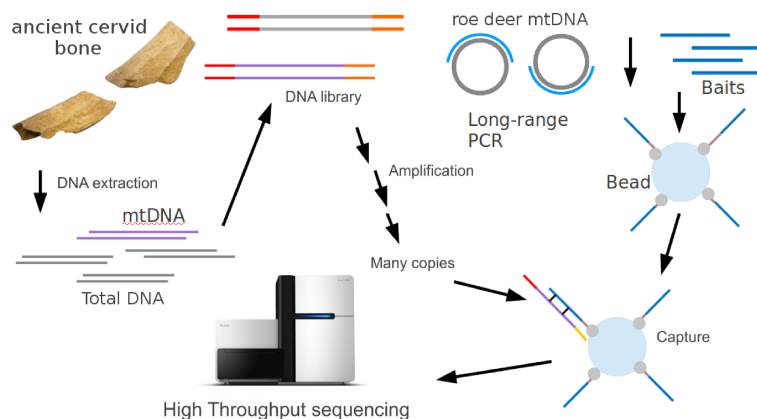 ancient cervid
bone
DNA library
roe deer mtDNA
Long-range
PCR
Baits
Bead
DNA extraction
Amplification
mtDNA
Total DNA
Many copies
Capture
High Throughput sequencing